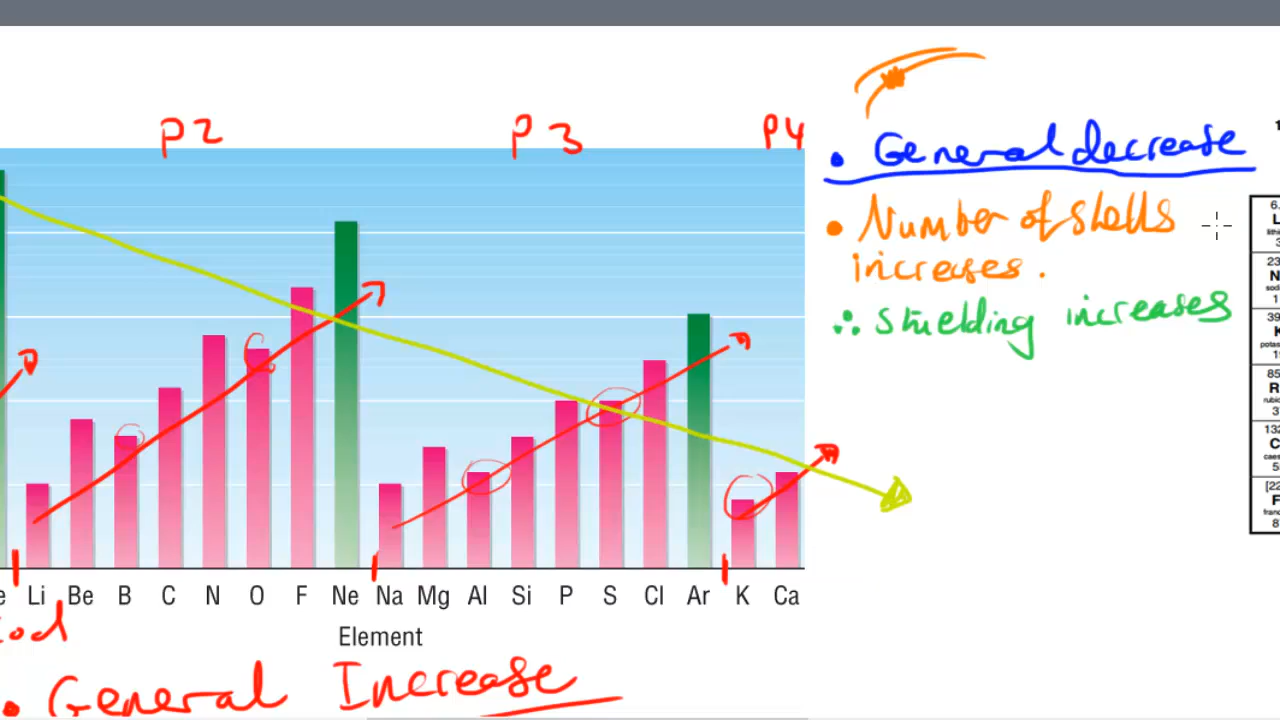 P2
P3
P4
• General decrease
• Number of shells
increases.
∴ Shielding increases
Li Be B C N O F Ne Na Mg Al Si P S Cl Ar K Ca
Element
• General Increase